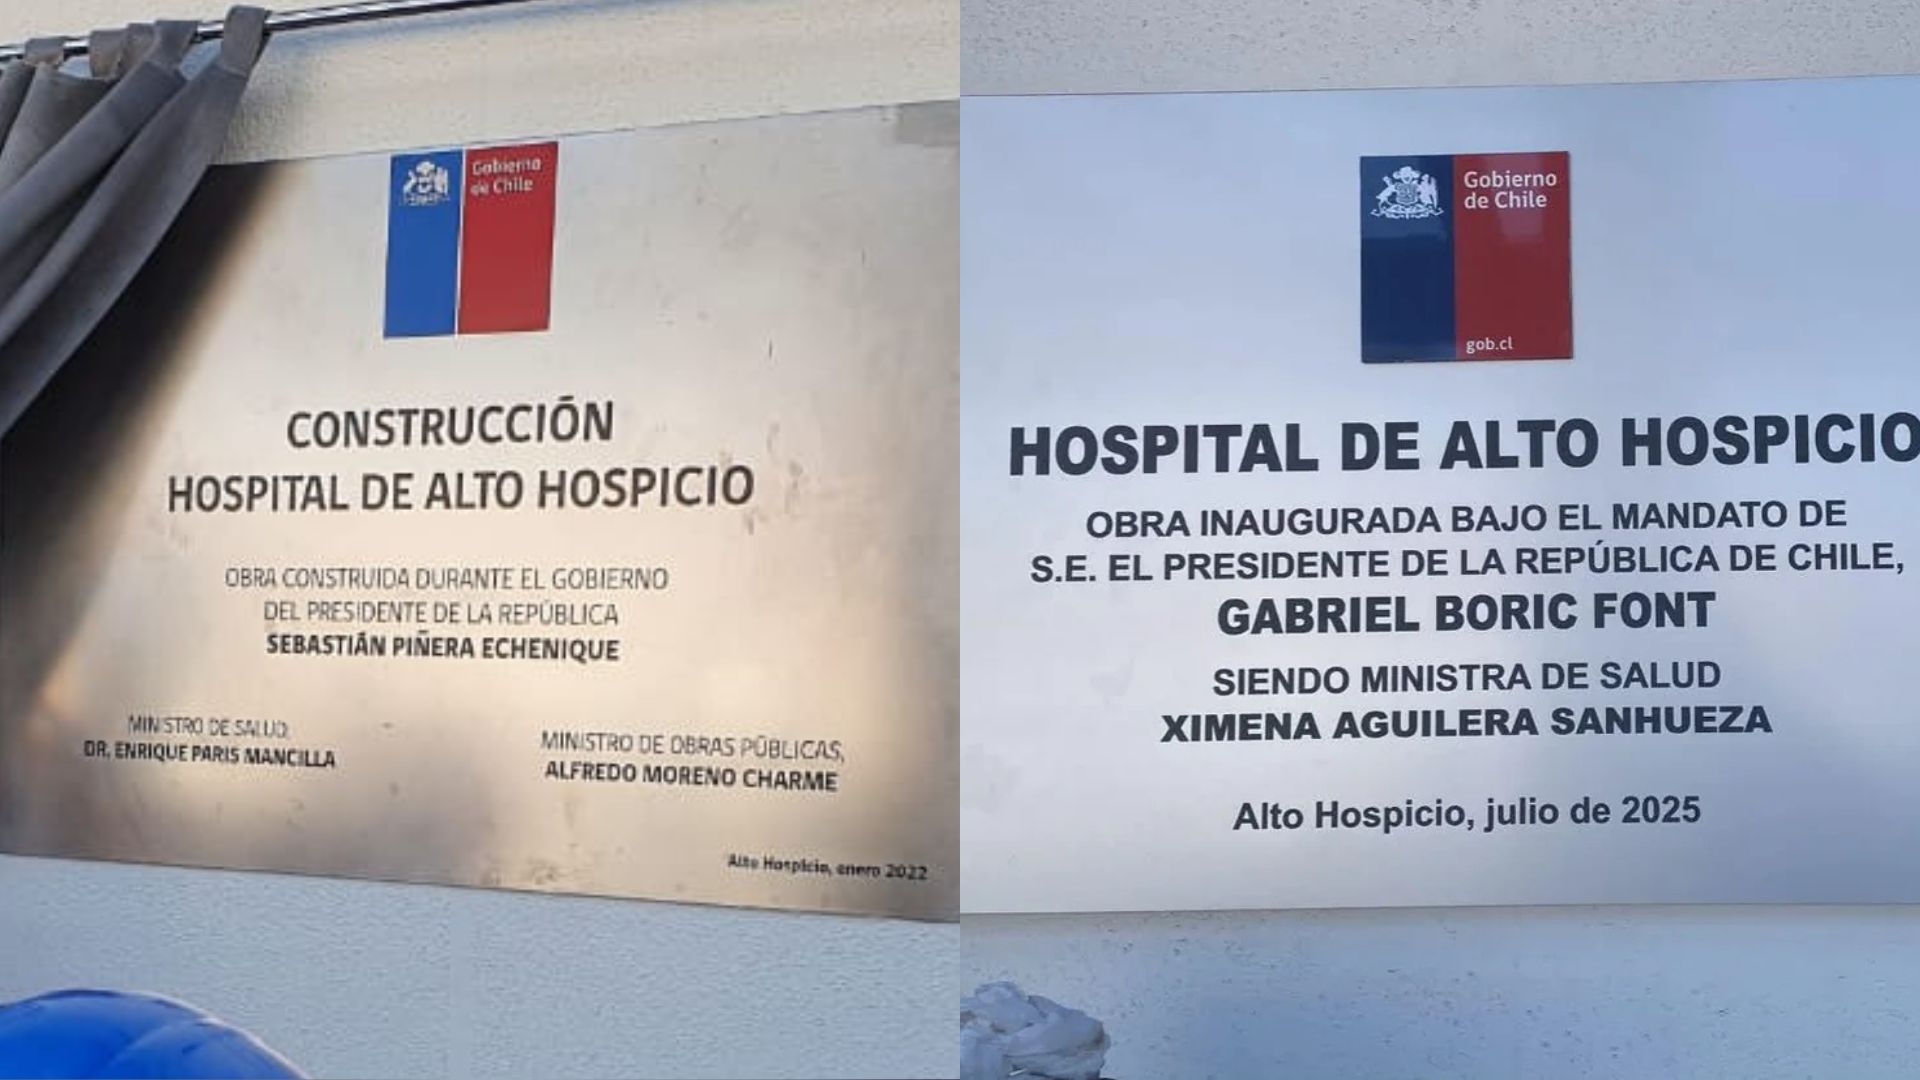 Gobierno
de Chile
CONSTRUCCIÓN
HOSPITAL DE ALTO HOSPICIO
OBRA CONSTRUIDA DURANTE EL GOBIERNO
DEL PRESIDENTE DE LA REPÚBLICA
SEBASTIÁN PIÑERA ECHENIQUE
MINISTRO DE SALUD
DR. ENRIQUE PARIS MANCILLA
MINISTRO DE OBRAS PÚBLICAS,
ALFREDO MORENO CHARME
Alto Hospicio, enero 2022
Gobierno
de Chile
gob.cl
HOSPITAL DE ALTO HOSPICIO
OBRA INAUGURADA BAJO EL MANDATO DE
S.E. EL PRESIDENTE DE LA REPÚBLICA DE CHILE,
GABRIEL BORIC FONT
SIENDO MINISTRA DE SALUD
XIMENA AGUILERA SANHUEZA
Alto Hospicio, julio de 2025